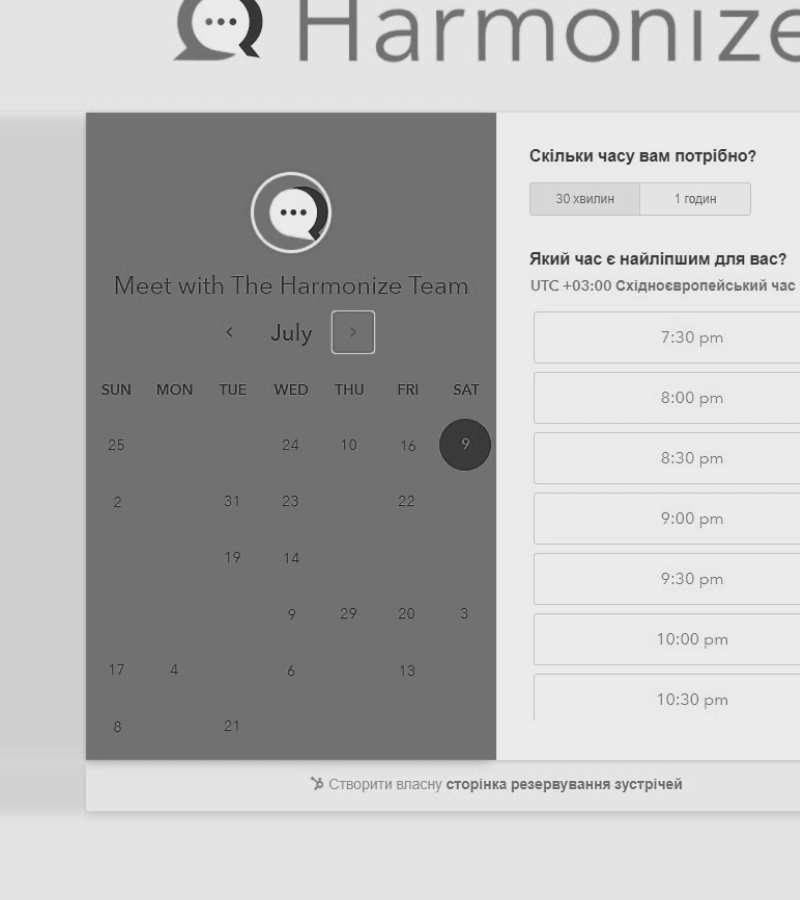 Harmonize
Meet with The Harmonize Team
July
SUN MON TUE WED THU FRI SAT
25 24 10 16 9
2 31 23 22
19 14
9 29 20 3
17 4 6 13
8 21
Скільки часу вам потрібно?
30 хвилин 1 годин
Який час є найліпшим для вас?
UTC +03:00 Східноєвропейський час
7:30 pm
8:00 pm
8:30 pm
9:00 pm
9:30 pm
10:00 pm
10:30 pm
Створити власну сторінка резервування зустрічей